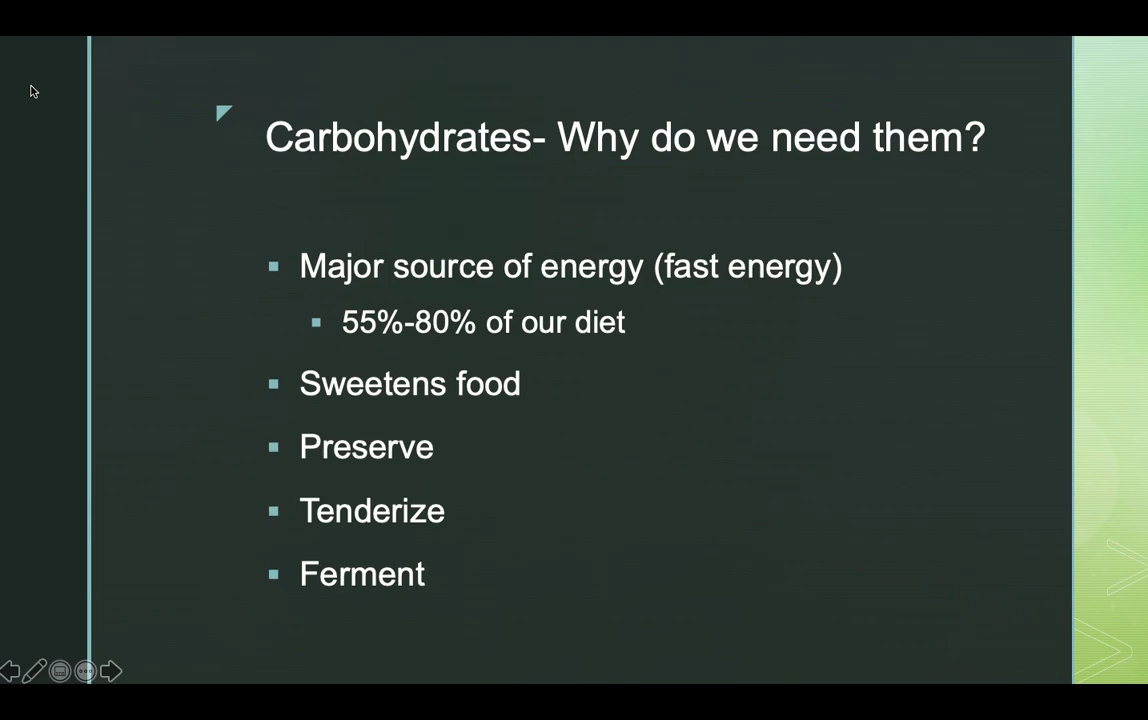 Carbohydrates- Why do we need them?
Major source of energy (fast energy)
55%-80% of our diet
Sweetens food
Preserve
Tenderize
Ferment